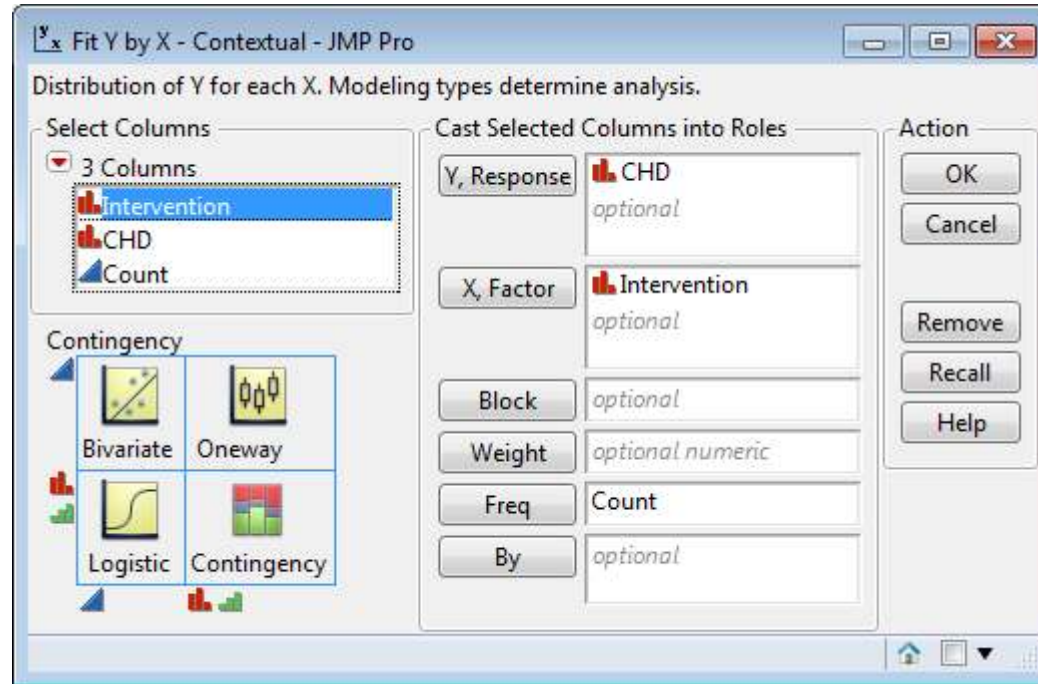 y x Fit Y by X - Contextual - JMP Pro
Distribution of Y for each X. Modeling types determine analysis.
Select Columns
3 Columns
Intervention
CHD
Count
Contingency
Bivariate Oneway
Logistic Contingency
Cast Selected Columns into Roles
Y, Response CHD
optional
X, Factor Intervention
optional
Block optional
Weight optional numeric
Freq Count
By optional
Action
OK
Cancel
Remove
Recall
Help